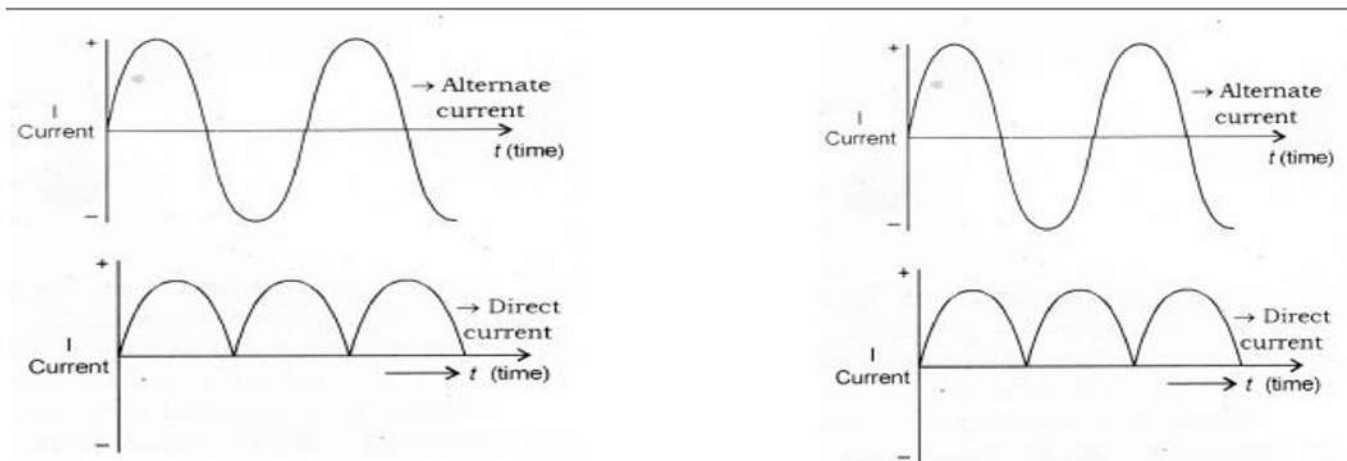 +
→ Alternate
current
I
Current
t (time)
–
+
→ Direct
current
I
Current
t (time)
–
+
→ Alternate
current
I
Current
t (time)
–
+
→ Direct
current
I
Current
t (time)
–